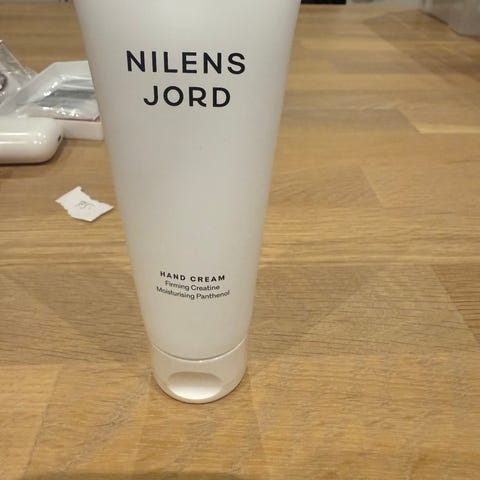 NILENS
JORD
HAND CREAM
Firming Creatine
Moisturising Panthenol